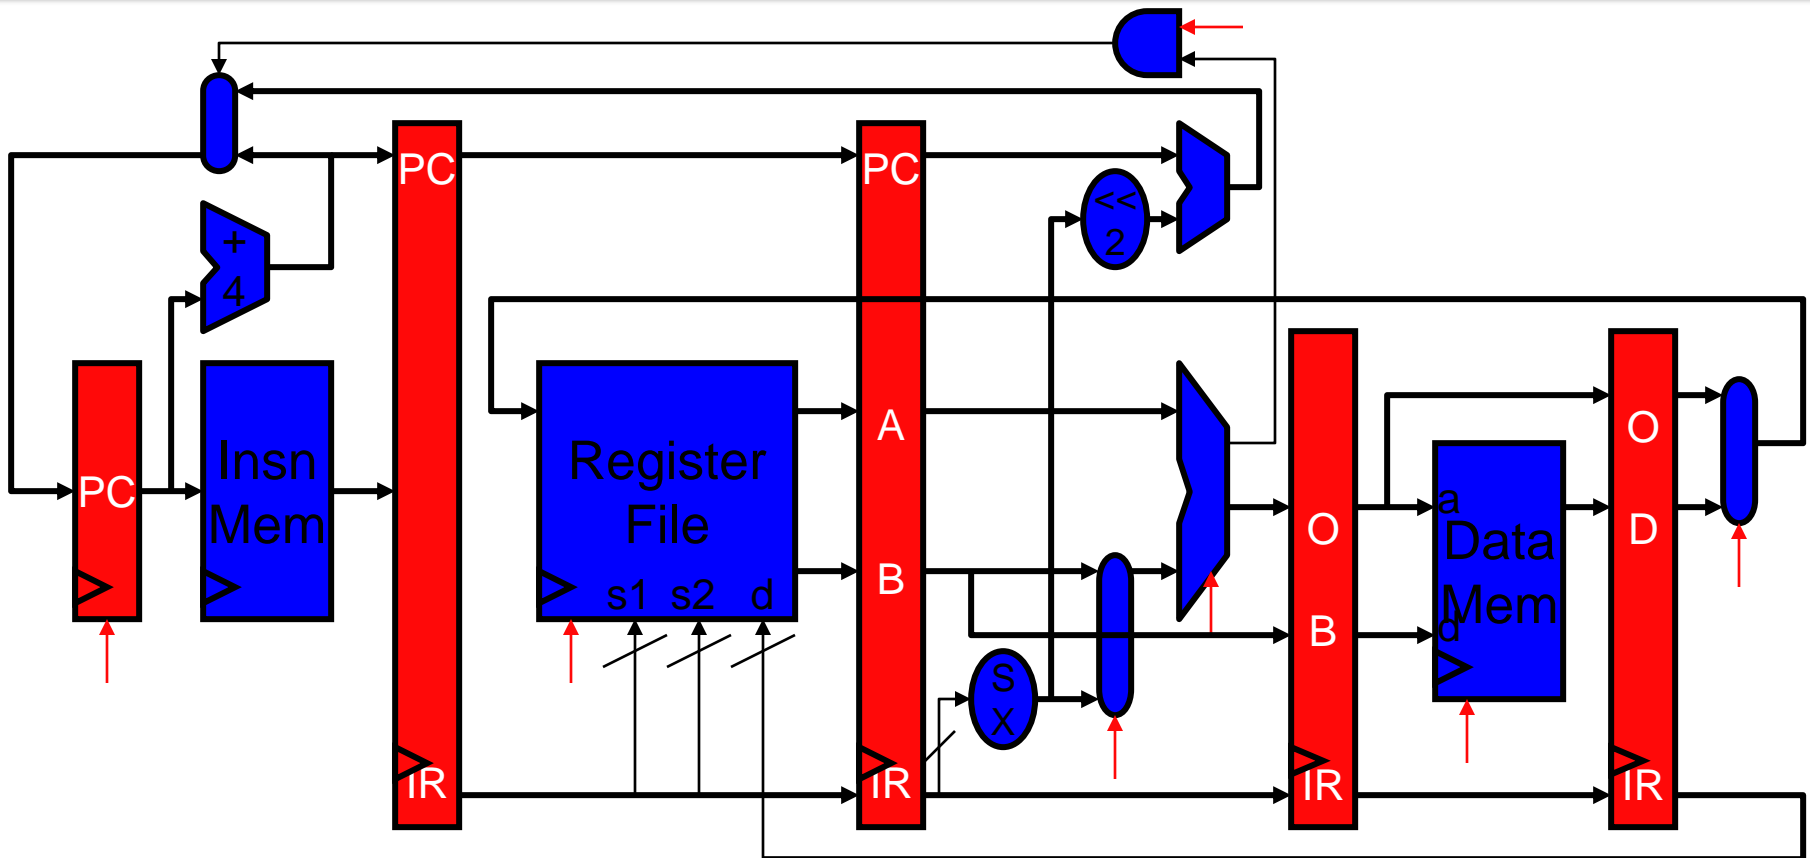 PC
PC
<<
2
+
4
PC
Insn
Mem
Register
File
s1 s2 d
A
B
S
X
O
B
a
Data
Mem
d
O
D
IR
IR
IR
IR